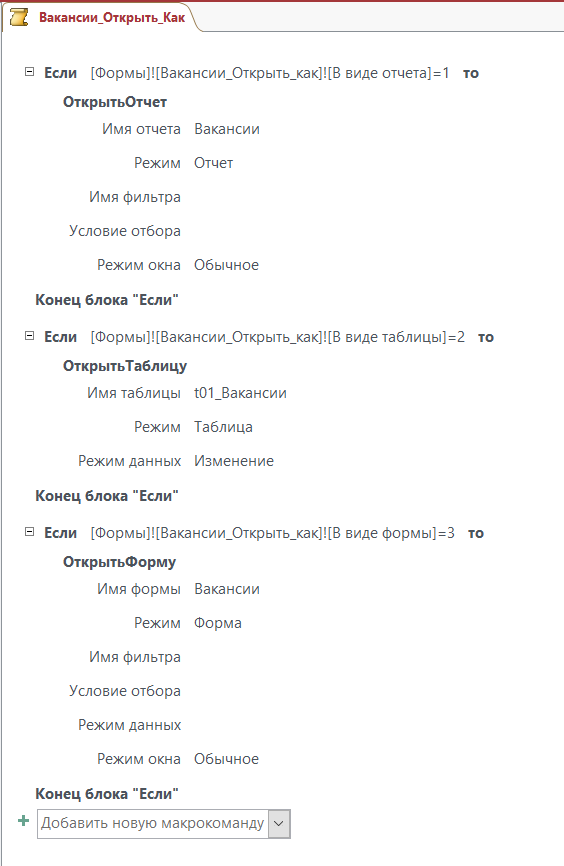 Вакансии_Открыть_Как
Если [Формы]![Вакансии_Открыть_как]![В виде отчета]=1 то
ОткрытьОтчет
Имя отчета Вакансии
Режим Отчет
Имя фильтра
Условие отбора
Режим окна Обычное
Конец блока "Если"
Если [Формы]![Вакансии_Открыть_как]![В виде таблицы]=2 то
ОткрытьТаблицу
Имя таблицы t01_Вакансии
Режим Таблица
Режим данных Изменение
Конец блока "Если"
Если [Формы]![Вакансии_Открыть_как]![В виде формы]=3 то
ОткрытьФорму
Имя формы Вакансии
Режим Форма
Имя фильтра
Условие отбора
Режим данных
Режим окна Обычное
Конец блока "Если"
Добавить новую макрокоманду